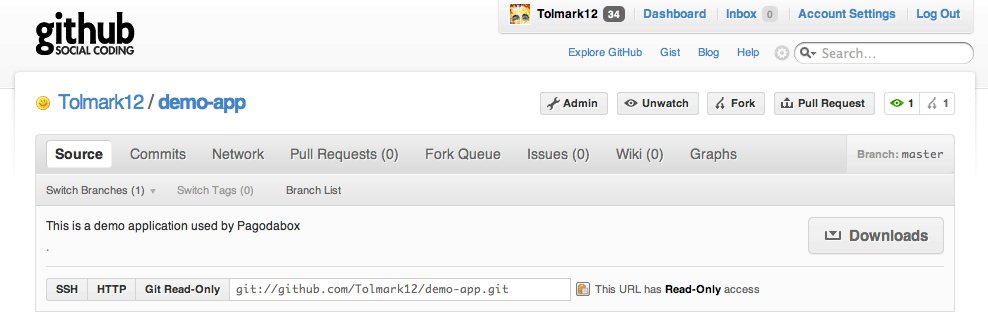 github
SOCIAL CODING
Tolmark12 34 Dashboard Inbox 0 Account Settings Log Out
Explore GitHub Gist Blog Help Search...
Tolmark12 / demo-app
Admin Unwatch Fork Pull Request 1 1
Source Commits Network Pull Requests (0) Fork Queue Issues (0) Wiki (0) Graphs Branch: master
Switch Branches (1) Switch Tags (0) Branch List
This is a demo application used by Pagodabox
.
Downloads
SSH HTTP Git Read-Only git://github.com/Tolmark12/demo-app.git This URL has Read-Only access